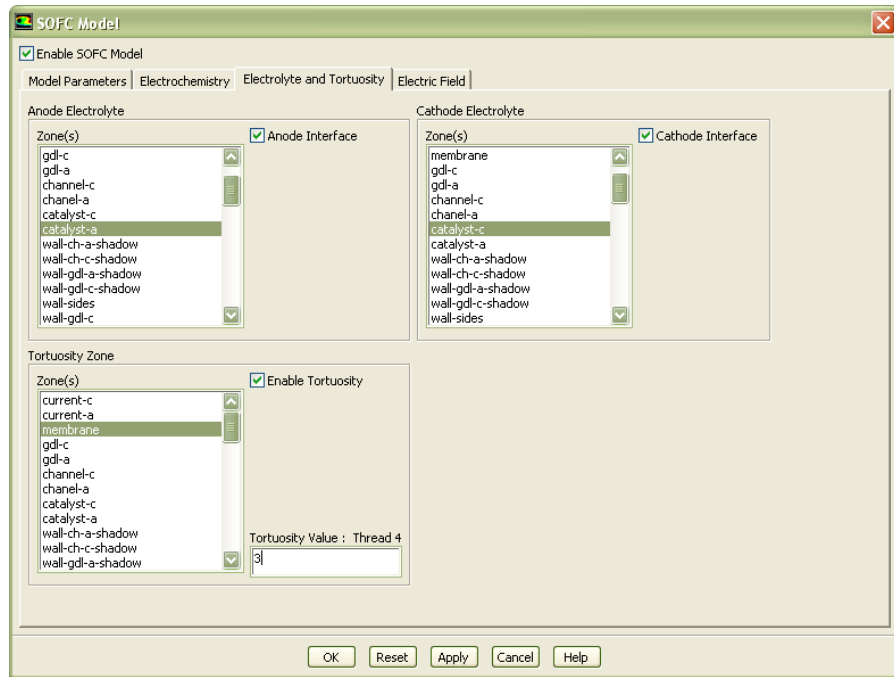 SOFC Model
Enable SOFC Model
Model Parameters Electrochemistry Electrolyte and Tortuosity Electric Field
Anode Electrolyte
Zone(s)
Anode Interface
gdl-c
gdl-a
channel-c
chanel-a
catalyst-c
catalyst-a
wall-ch-a-shadow
wall-ch-c-shadow
wall-gdl-a-shadow
wall-gdl-c-shadow
wall-sides
wall-gdl-c
Cathode Electrolyte
Zone(s)
Cathode Interface
membrane
gdl-c
gdl-a
channel-c
chanel-a
catalyst-c
catalyst-a
wall-ch-a-shadow
wall-ch-c-shadow
wall-gdl-a-shadow
wall-gdl-c-shadow
wall-sides
Tortuosity Zone
Zone(s)
Enable Tortuosity
current-c
current-a
membrane
gdl-c
gdl-a
channel-c
chanel-a
catalyst-c
catalyst-a
wall-ch-a-shadow
wall-ch-c-shadow
wall-gdl-a-shadow
Tortuosity Value : Thread 4
3
OK Reset Apply Cancel Help